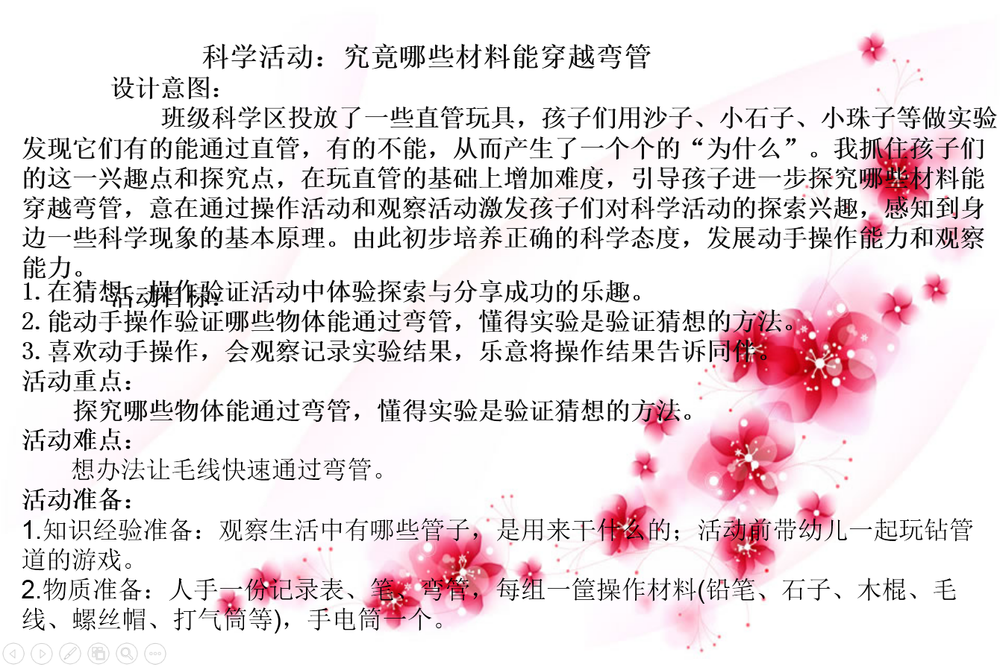 科学活动：究竟哪些材料能穿越弯管
设计意图：
班级科学区投放了一些直管玩具，孩子们用沙子、小石子、小珠子等做实验
发现它们有的能通过直管，有的不能，从而产生了一个个的“为什么”。我抓住孩子们
的这一兴趣点和探究点，在玩直管的基础上增加难度，引导孩子进一步探究哪些材料能
穿越弯管，意在通过操作活动和观察活动激发孩子们对科学活动的探索兴趣，感知到身
边一些科学现象的基本原理。由此初步培养正确的科学态度，发展动手操作能力和观察
能力。
活动目标：
1.在猜想、操作验证活动中体验探索与分享成功的乐趣。
2.能动手操作验证哪些物体能通过弯管，懂得实验是验证猜想的方法。
3.喜欢动手操作，会观察记录实验结果，乐意将操作结果告诉同伴。
活动重点：
探究哪些物体能通过弯管，懂得实验是验证猜想的方法。
活动难点：
想办法让毛线快速通过弯管。
活动准备：
1.知识经验准备：观察生活中有哪些管子，是用来干什么的；活动前带幼儿一起玩钻管
道的游戏。
2.物质准备：人手一份记录表、笔、弯管，每组一筐操作材料(铅笔、石子、木棍、毛
线、螺丝帽、打气筒等)，手电筒一个。